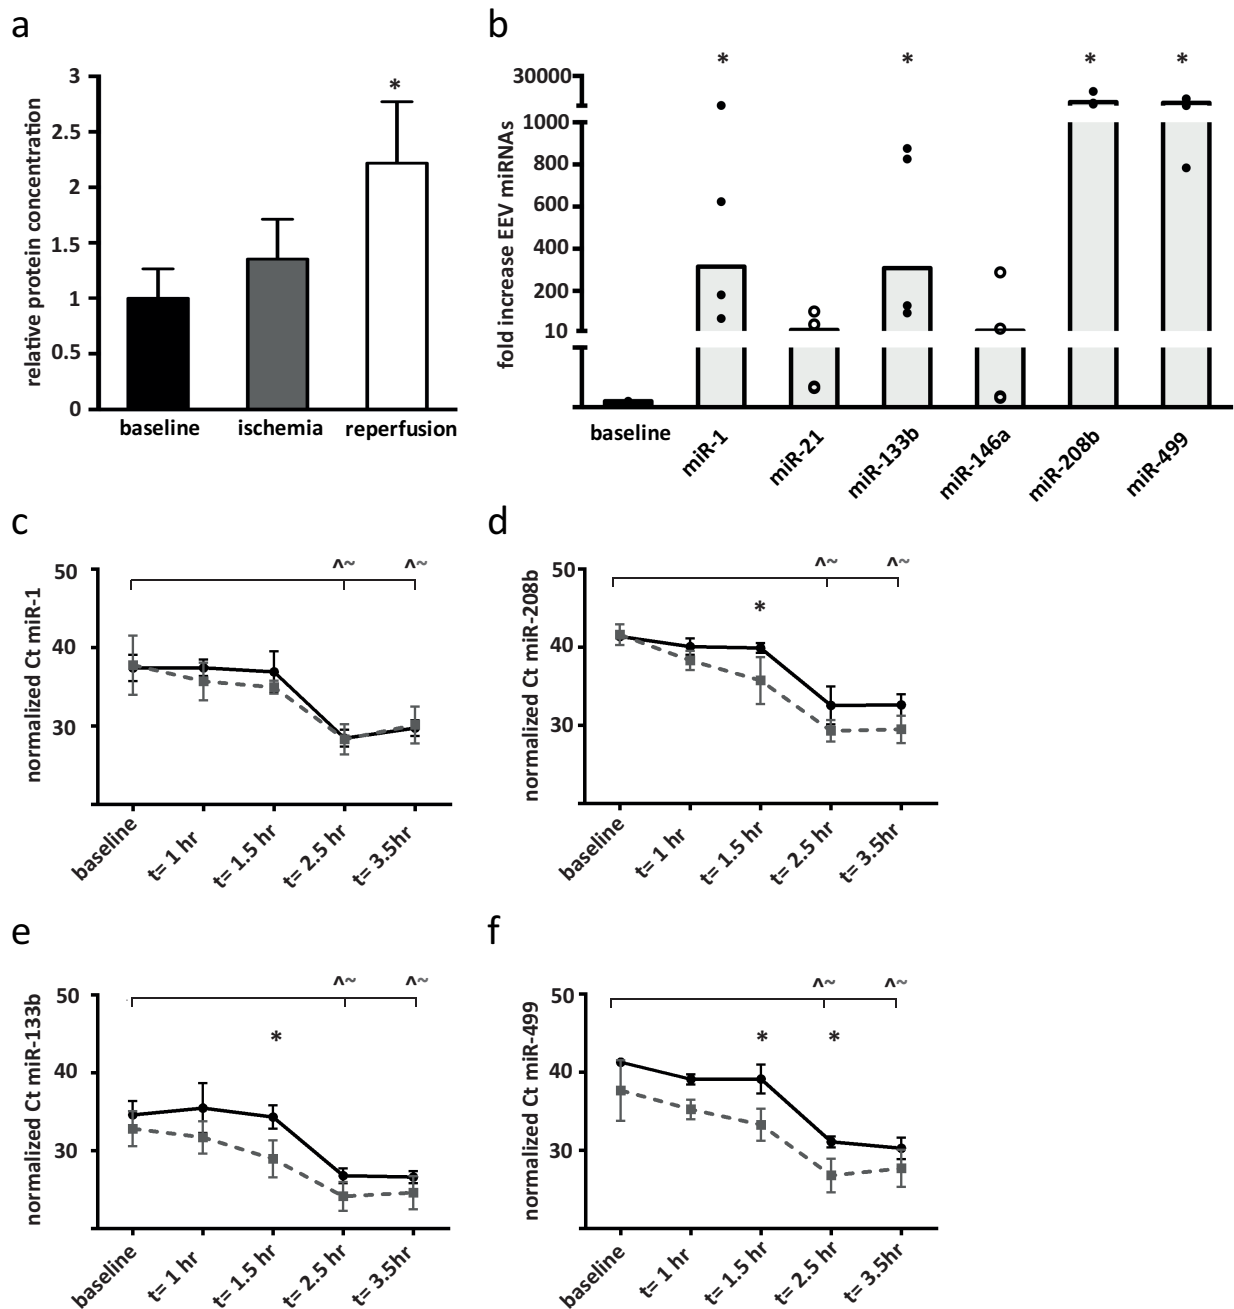 a
relative protein concentration
3
2.5
2
1.5
1
0.5
0
*
baseline
ischemia
reperfusion
b
fold increase EEV miRNAs
30000
1000
800
600
400
200
10
*
*
*
*
baseline
miR-1
miR-21
miR-133b
miR-146a
miR-208b
miR-499
c
normalized Ct miR-1
50
40
30
^~
^~
baseline
t= 1 hr
t= 1.5 hr
t= 2.5 hr
t= 3.5hr
d
normalized Ct miR-208b
50
40
30
^~
^~
*
baseline
t= 1 hr
t= 1.5 hr
t= 2.5 hr
t= 3.5hr
e
normalized Ct miR-133b
50
40
30
^~
^~
*
baseline
t= 1 hr
t= 1.5 hr
t= 2.5 hr
t= 3.5hr
f
normalized Ct miR-499
50
40
30
^~
^~
*
*
baseline
t= 1 hr
t= 1.5 hr
t= 2.5 hr
t= 3.5hr